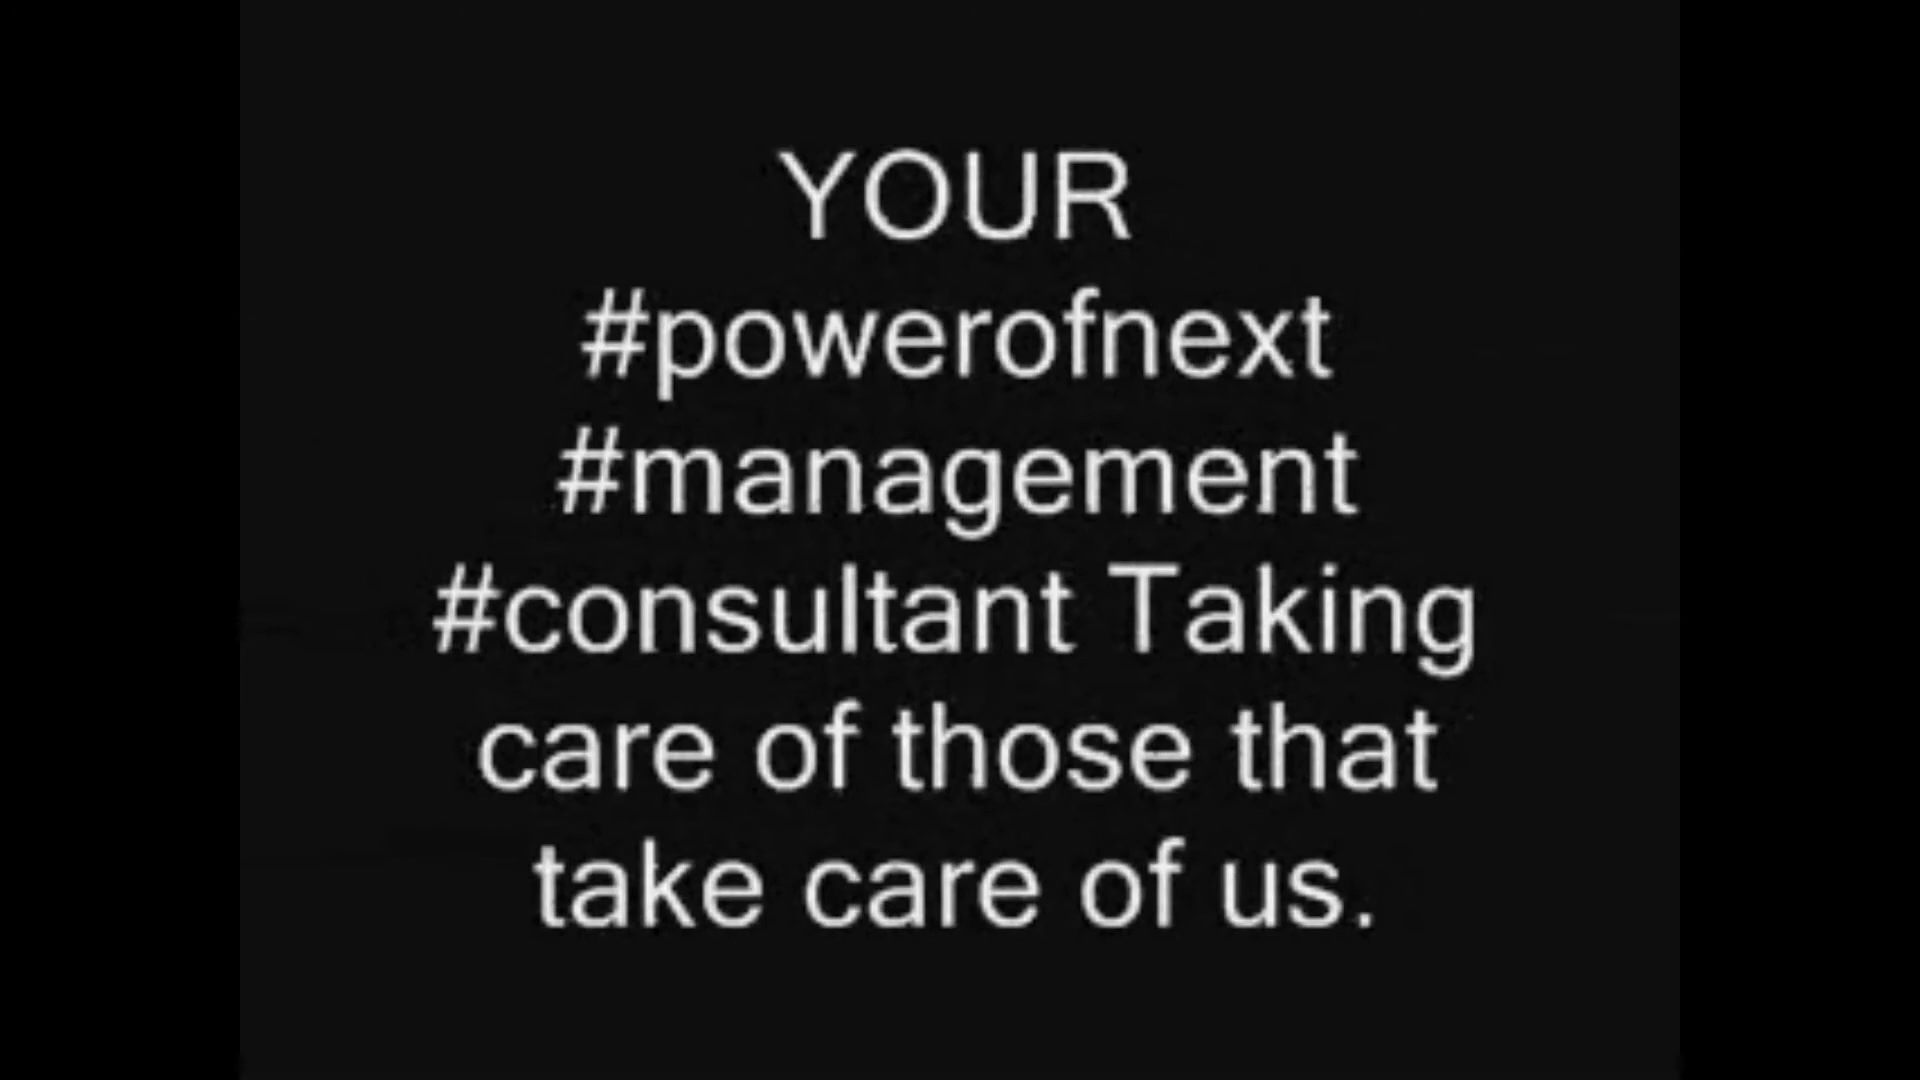 YOUR
#powerofnext
#management
#consultant Taking
care of those that
take care of us.